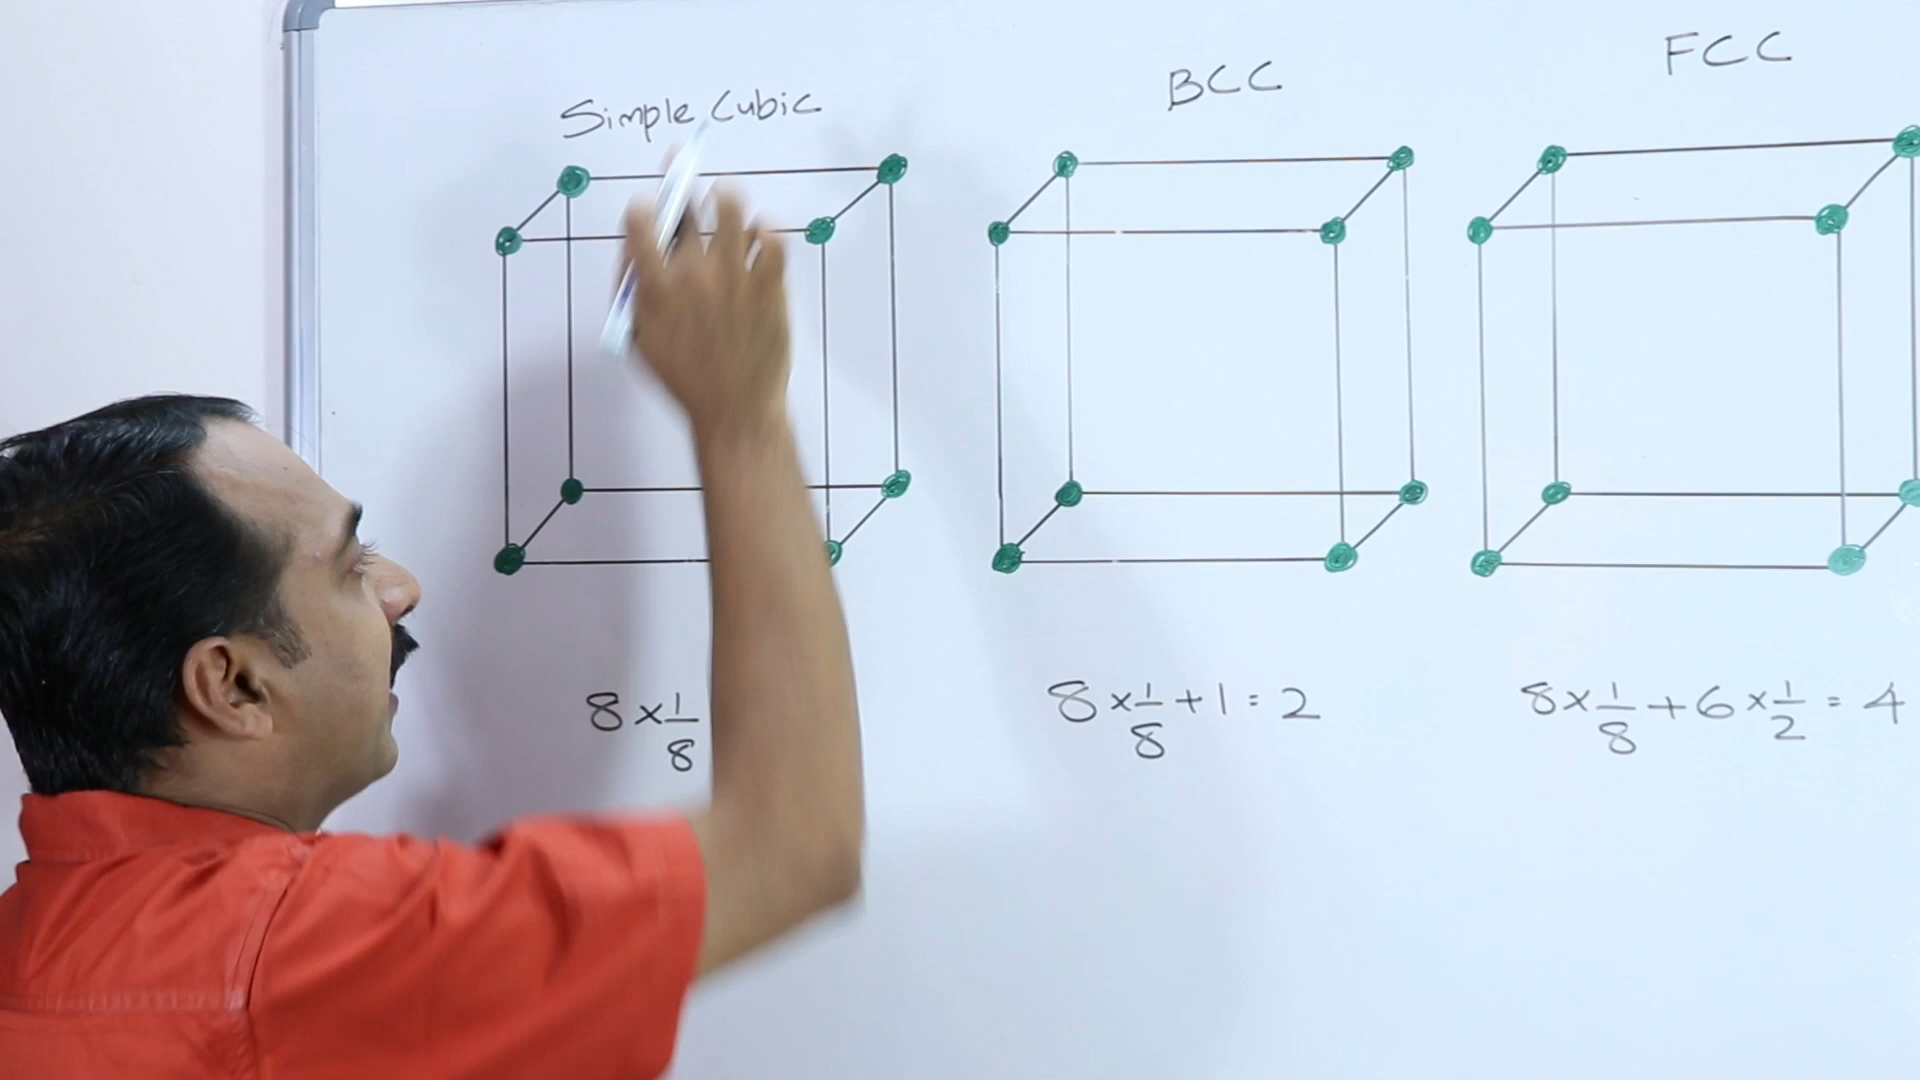 Simple Cubic
BCC
FCC
8 × 1/8
8 × 1/8 + 1 = 2
8 × 1/8 + 6 × 1/2 = 4